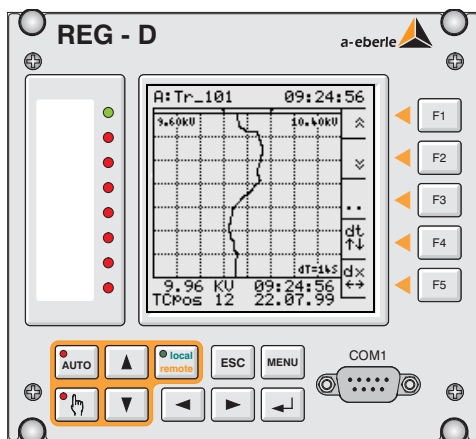 REG - D
a-eberle
A:Tr_101 09:24:56
9.60kV 10.40kV
dT=14S
dt
dx
9.96 KV 09:24:56
TCPos 12 22.07.99
F1
F2
F3
F4
F5
AUTO
local
remote
ESC
MENU
COM1